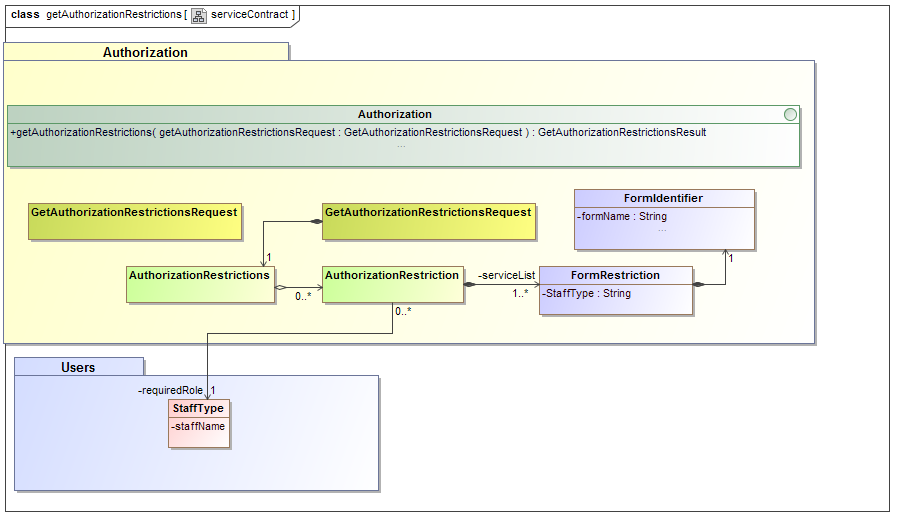 class getAuthorizationRestrictions [ serviceContract ]
Authorization
Authorization
+getAuthorizationRestrictions( getAuthorizationRestrictionsRequest : GetAuthorizationRestrictionsRequest ) : GetAuthorizationRestrictionsResult
...
GetAuthorizationRestrictionsRequest
GetAuthorizationRestrictionsRequest
FormIdentifier
-formName : String
...
1
1
AuthorizationRestrictions
0..*
AuthorizationRestriction
-serviceList
1..*
FormRestriction
-StaffType : String
0..*
Users
-requiredRole
1
StaffType
-staffName